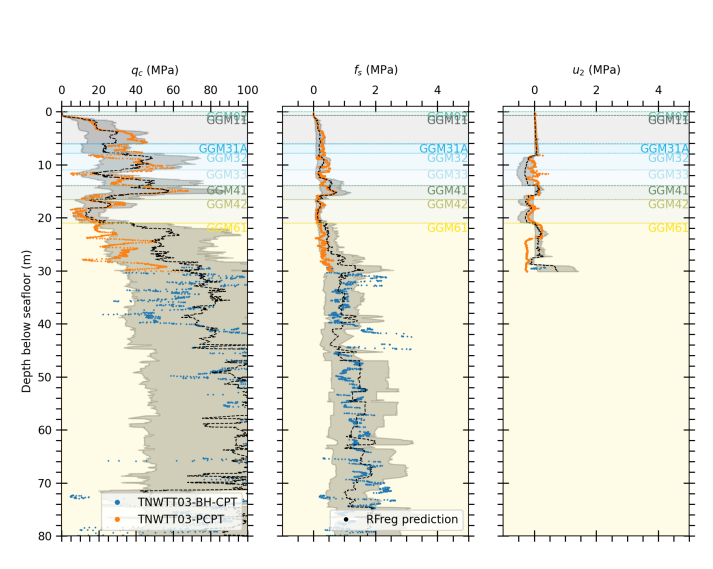 q_c (MPa)
f_s (MPa)
u_2 (MPa)
0 20 40 60 80 100
0 2 4
0 2 4
0
10
20
30
40
50
60
70
80
Depth below seafloor (m)
GGM11
GGM31A
GGM32
GGM33
GGM41
GGM42
GGM61
GGM11
GGM31A
GGM32
GGM33
GGM41
GGM42
GGM61
GGM11
GGM31A
GGM32
GGM33
GGM41
GGM42
GGM61
TNWTT03-BH-CPT
TNWTT03-PCPT
RFreg prediction